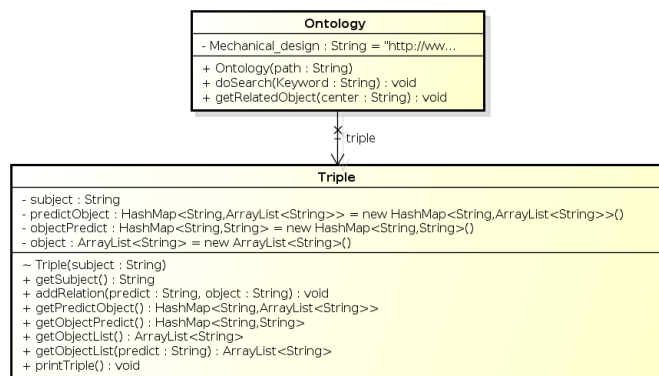 Ontology
- Mechanical_design : String = "http://ww...
+ Ontology(path : String)
+ doSearch(Keyword : String) : void
+ getRelatedObject(center : String) : void
- triple
Triple
- subject : String
- predictObject : HashMap<String,ArrayList<String>> = new HashMap<String,ArrayList<String>>()
- objectPredict : HashMap<String,String> = new HashMap<String,String>()
- object : ArrayList<String> = new ArrayList<String>()
~ Triple(subject : String)
+ getSubject() : String
+ addRelation(predict : String, object : String) : void
+ getPredictObject() : HashMap<String,ArrayList<String>>
+ getObjectPredict() : HashMap<String,String>
+ getObjectList() : ArrayList<String>
+ getObjectList(predict : String) : ArrayList<String>
+ printTriple() : void